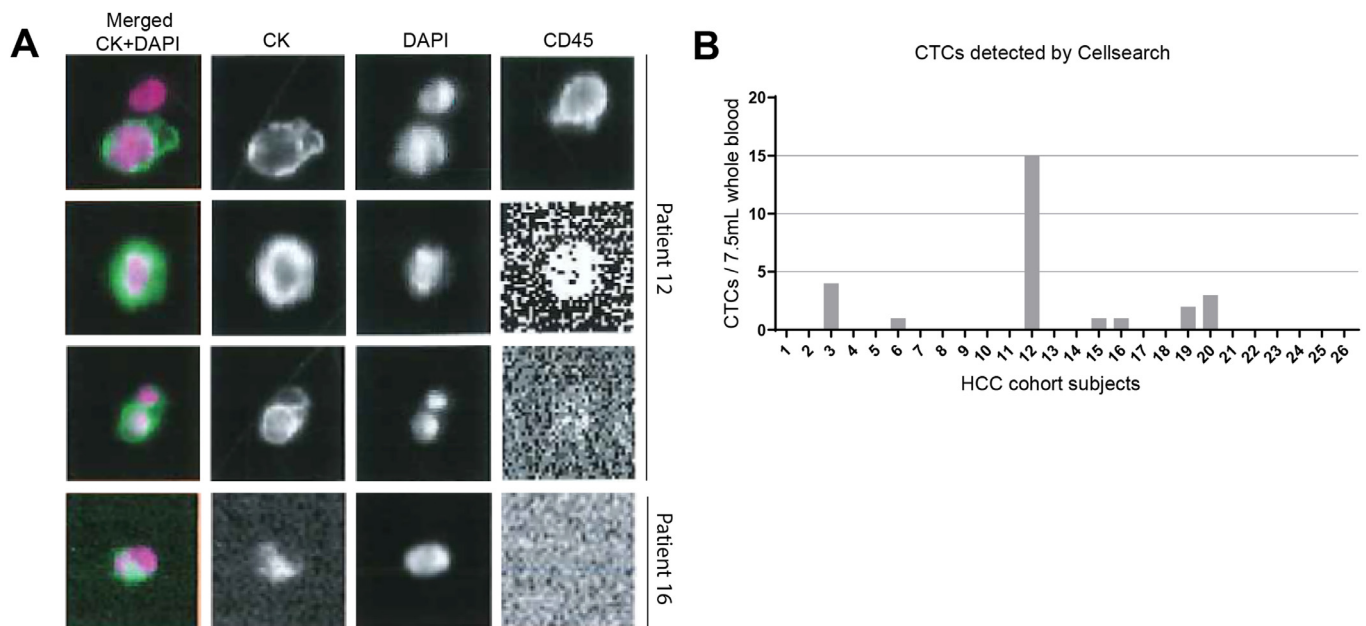 A
Merged
CK+DAPI
CK
DAPI
CD45
Patient 12
Patient 16
B
CTCs detected by Cellsearch
CTCs / 7.5mL whole blood
20
15
10
5
0
1 2 3 4 5 6 7 8 9 10 11 12 13 14 15 16 17 18 19 20 21 22 23 24 25 26
HCC cohort subjects